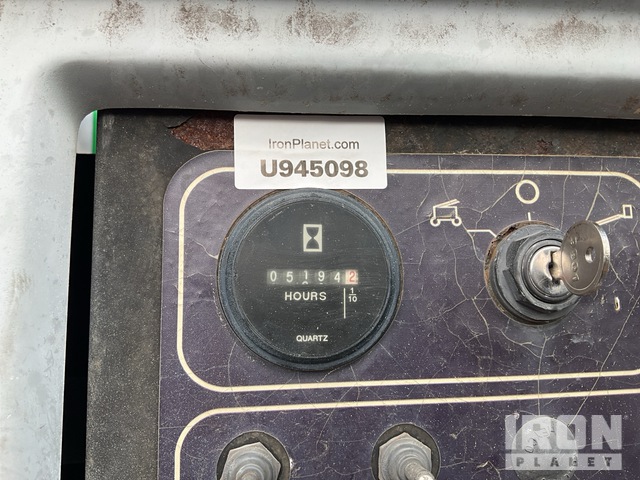 IronPlanet.com
U945098
051942
HOURS
1
10
QUARTZ
IRON
PLANET